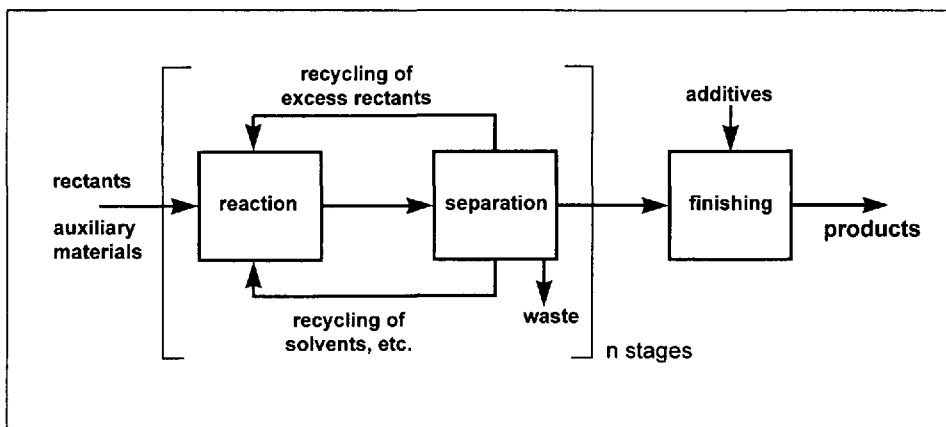 recycling of
excess rectants
additives
rectants
auxiliary
materials
reaction
separation
finishing
products
recycling of
solvents, etc.
waste
n stages